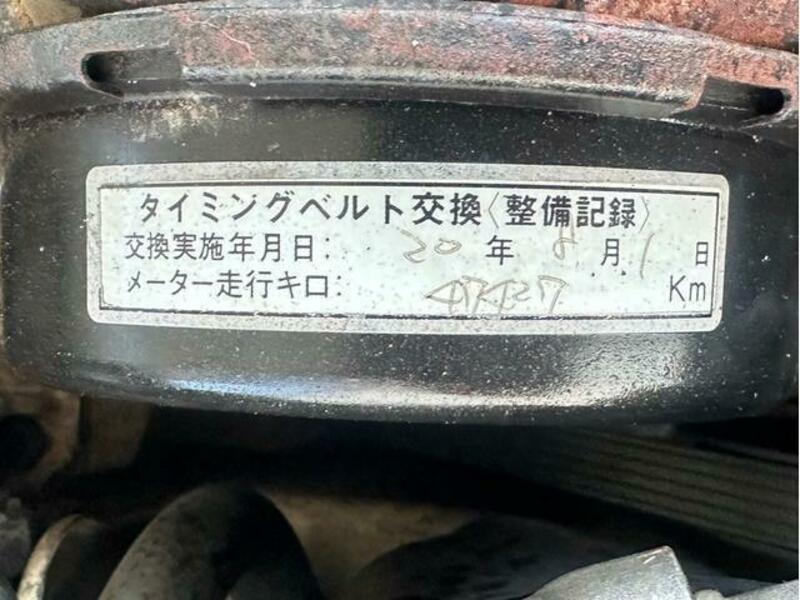 タイミングベルト交換〈整備記録〉
交換実施年月日: 20 年 8 月 1 日
メーター走行キロ: Km